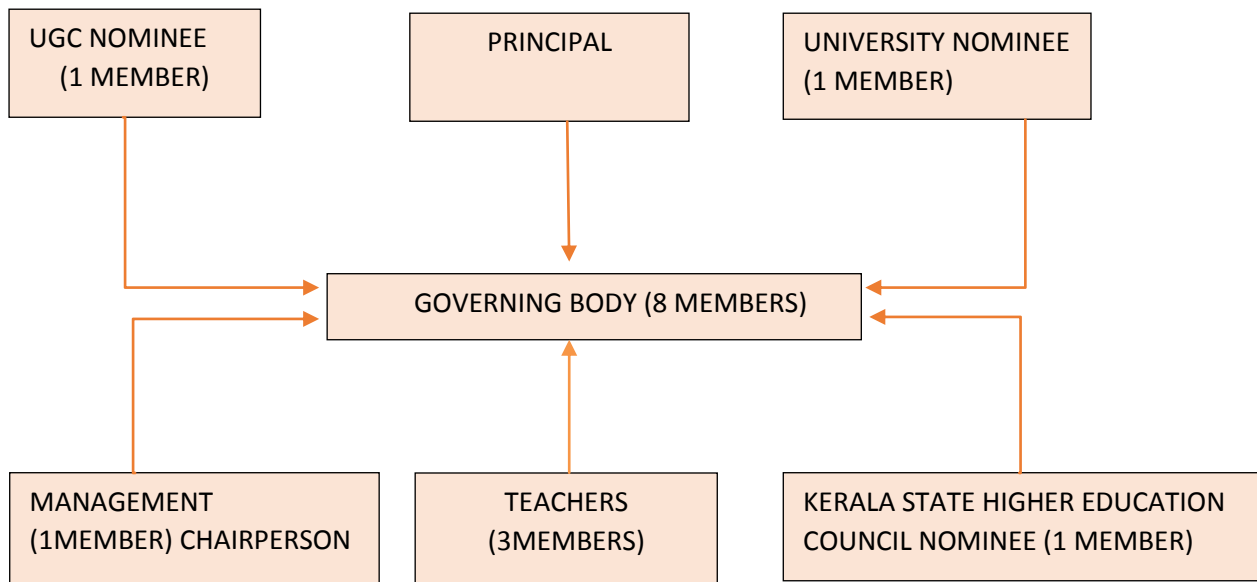 UGC NOMINEE
(1 MEMBER)
PRINCIPAL
UNIVERSITY NOMINEE
(1 MEMBER)
GOVERNING BODY (8 MEMBERS)
MANAGEMENT
(1MEMBER) CHAIRPERSON
TEACHERS
(3MEMBERS)
KERALA STATE HIGHER EDUCATION
COUNCIL NOMINEE (1 MEMBER)